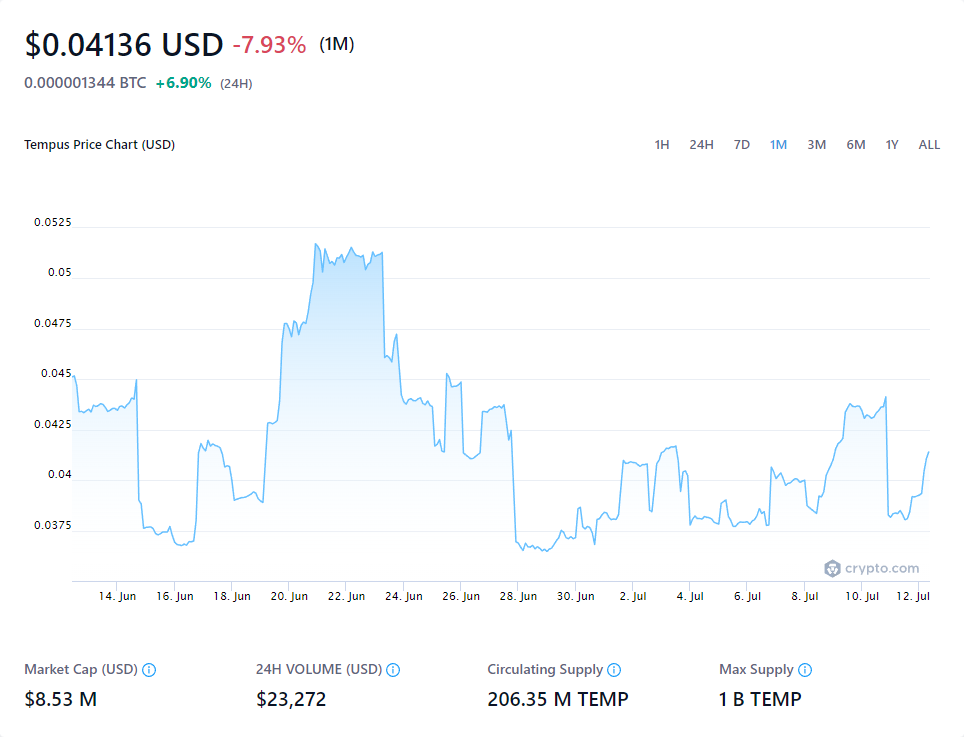 $0.04136 USD -7.93% (1M)
0.000001344 BTC +6.90% (24H)
Tempus Price Chart (USD) 1H 24H 7D 1M 3M 6M 1Y ALL
0.0525
0.05
0.0475
0.045
0.0425
0.04
0.0375
crypto.com
14. Jun 16. Jun 18. Jun 20. Jun 22. Jun 24. Jun 26. Jun 28. Jun 30. Jun 2. Jul 4. Jul 6. Jul 8. Jul 10. Jul 12. Jul
Market Cap (USD) 24H VOLUME (USD) Circulating Supply Max Supply
$8.53 M $23,272 206.35 M TEMP 1 B TEMP